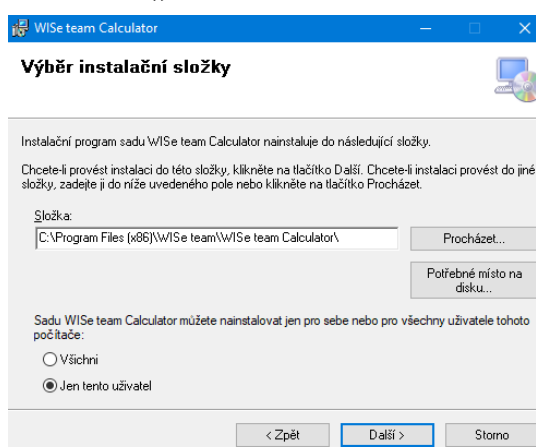 WISe team Calculator
Výběr instalační složky
Instalační program sadu WISe team Calculator nainstaluje do následující složky.
Chcete-li provést instalaci do této složky, klikněte na tlačítko Další. Chcete-li instalaci provést do jiné
složky, zadejte ji do níže uvedeného pole nebo klikněte na tlačítko Procházet.
Složka:
C:\Program Files (x86)\WISe team\WISe team Calculator\
Procházet...
Potřebné místo na
disku...
Sadu WISe team Calculator můžete nainstalovat jen pro sebe nebo pro všechny uživatele tohoto
počítače:
Všichni
Jen tento uživatel
< Zpět
Další >
Storno